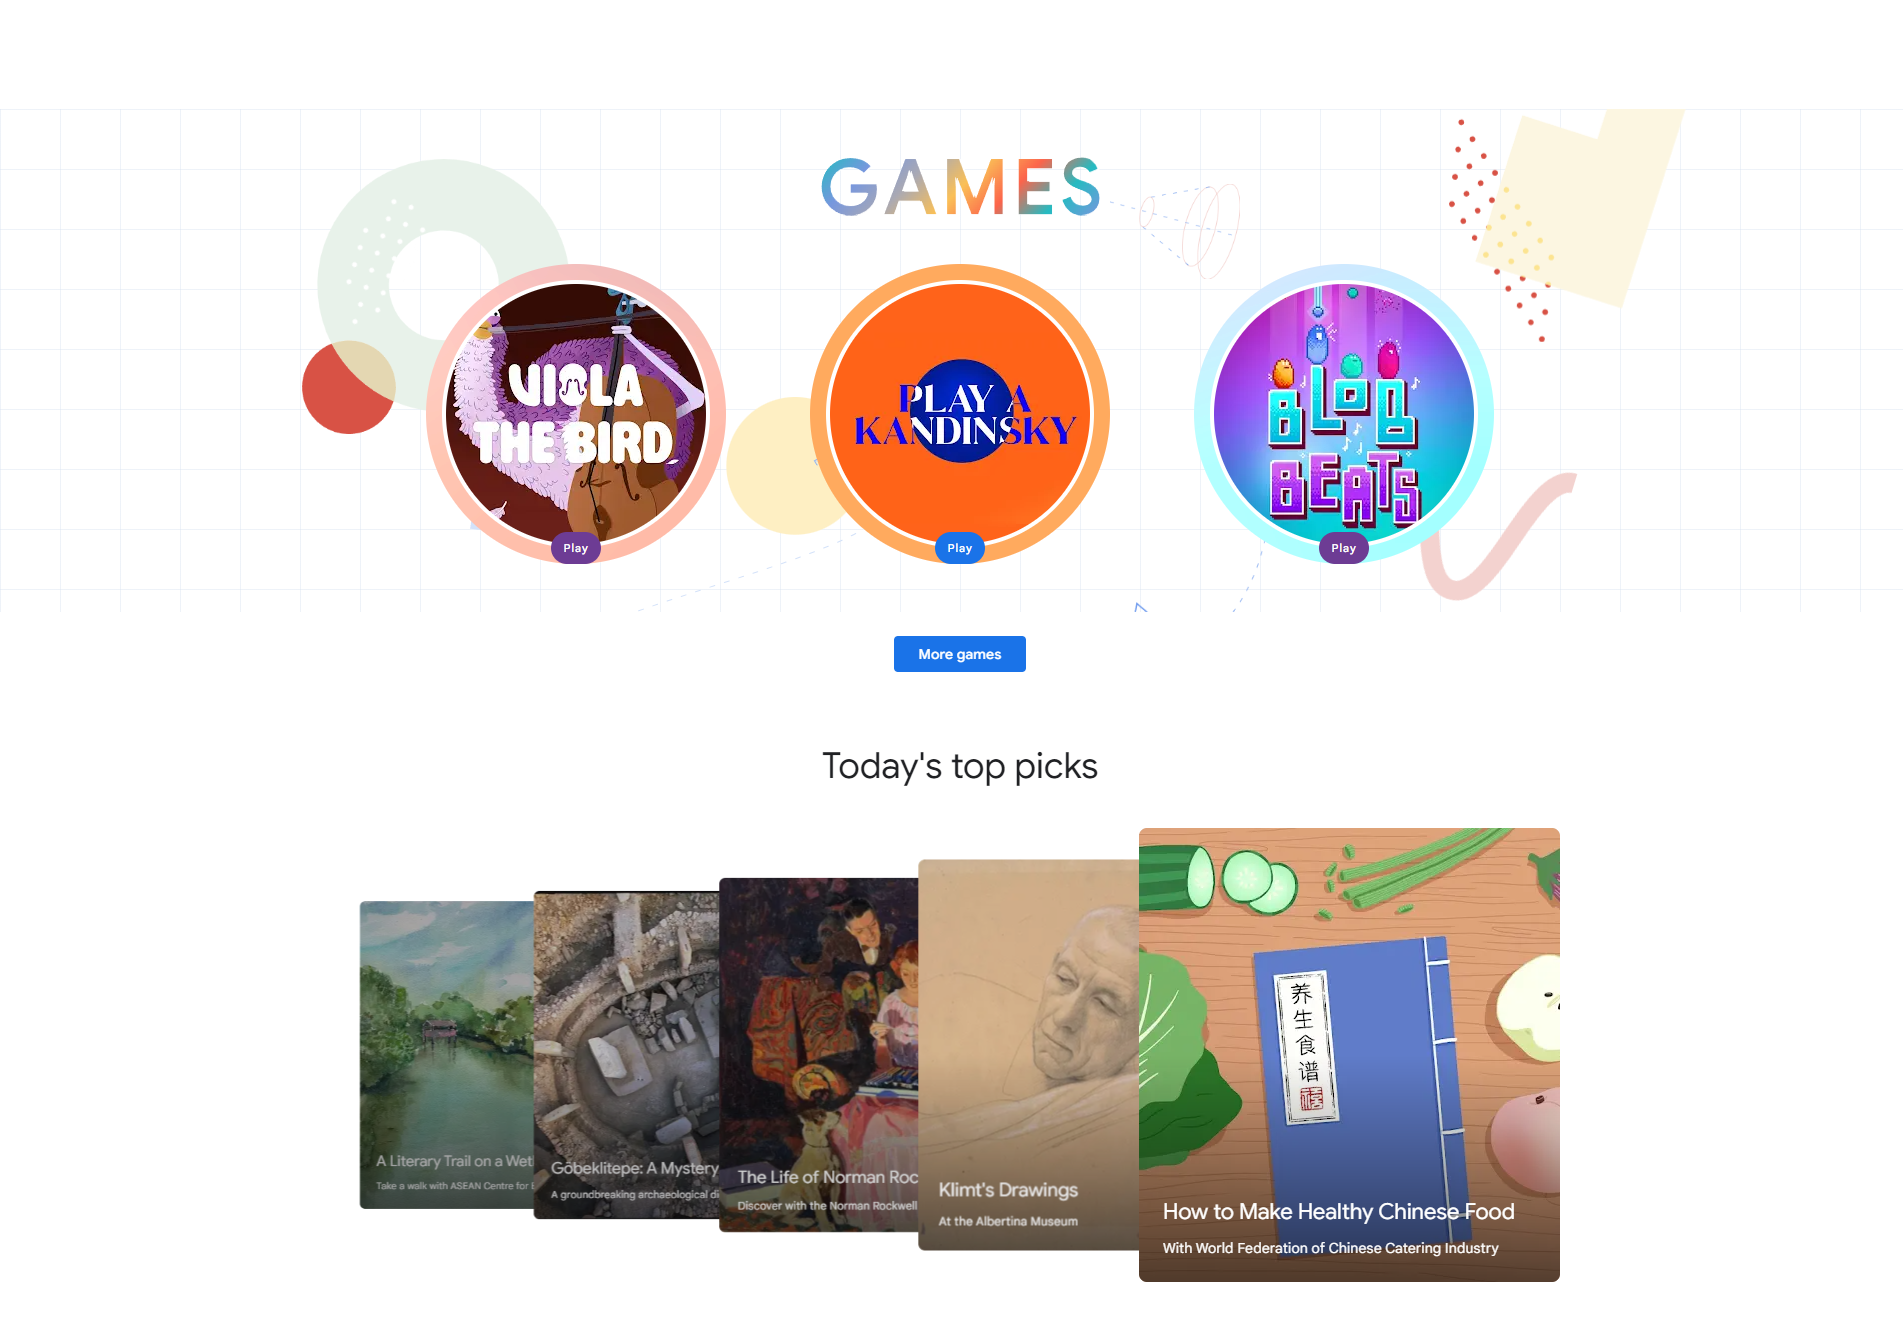 GAMES
VIOLA
THE BIRD
Play
PLAY A
KANDINSKY
Play
BLOB
BEATS
Play
More games
Today's top picks
A Literary Trail on a Wet
Take a walk with ASEAN Centre for
Göbeklitepe: A Mystery
A groundbreaking archaeological di
The Life of Norman Roc
Discover with the Norman Rockwell
Klimt's Drawings
At the Albertina Museum
养生食谱
How to Make Healthy Chinese Food
With World Federation of Chinese Catering Industry